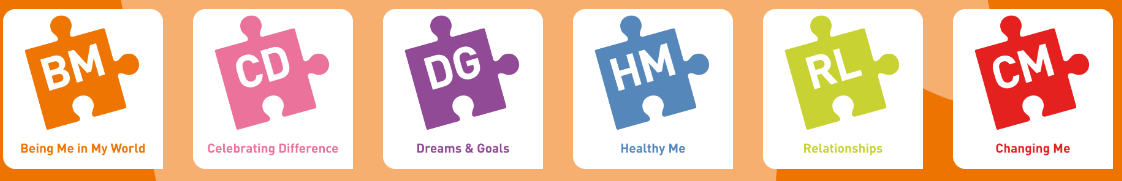 BM
Being Me in My World
CD
Celebrating Difference
DG
Dreams & Goals
HM
Healthy Me
RL
Relationships
CM
Changing Me